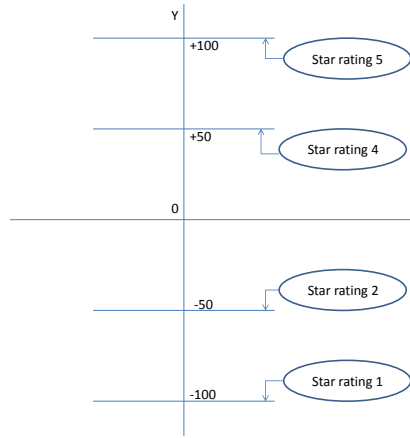 Y
+100
Star rating 5
+50
Star rating 4
0
Star rating 2
-50
Star rating 1
-100